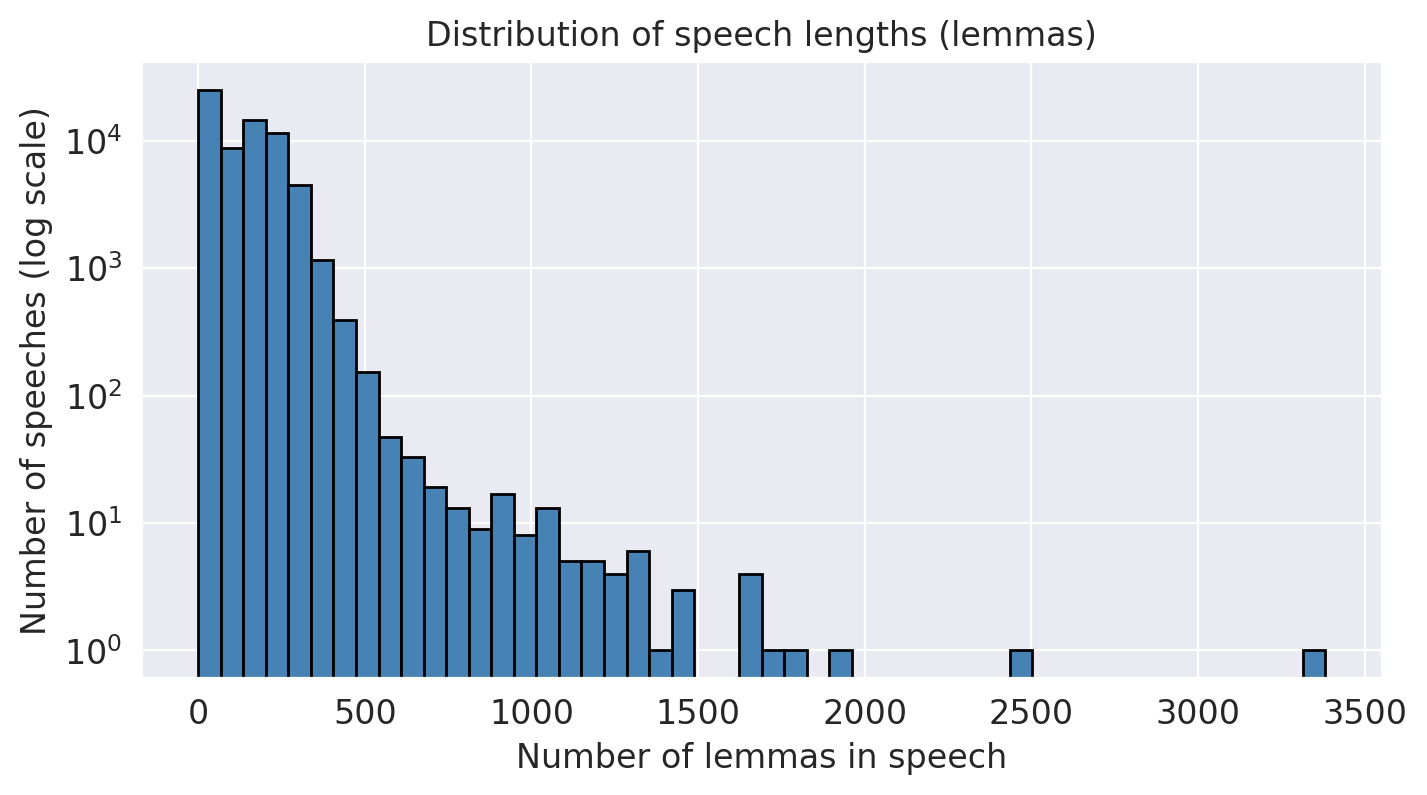 Distribution of speech lengths (lemmas)
Number of speeches (log scale)
10⁴
10³
10²
10¹
10⁰
0 500 1000 1500 2000 2500 3000 3500
Number of lemmas in speech